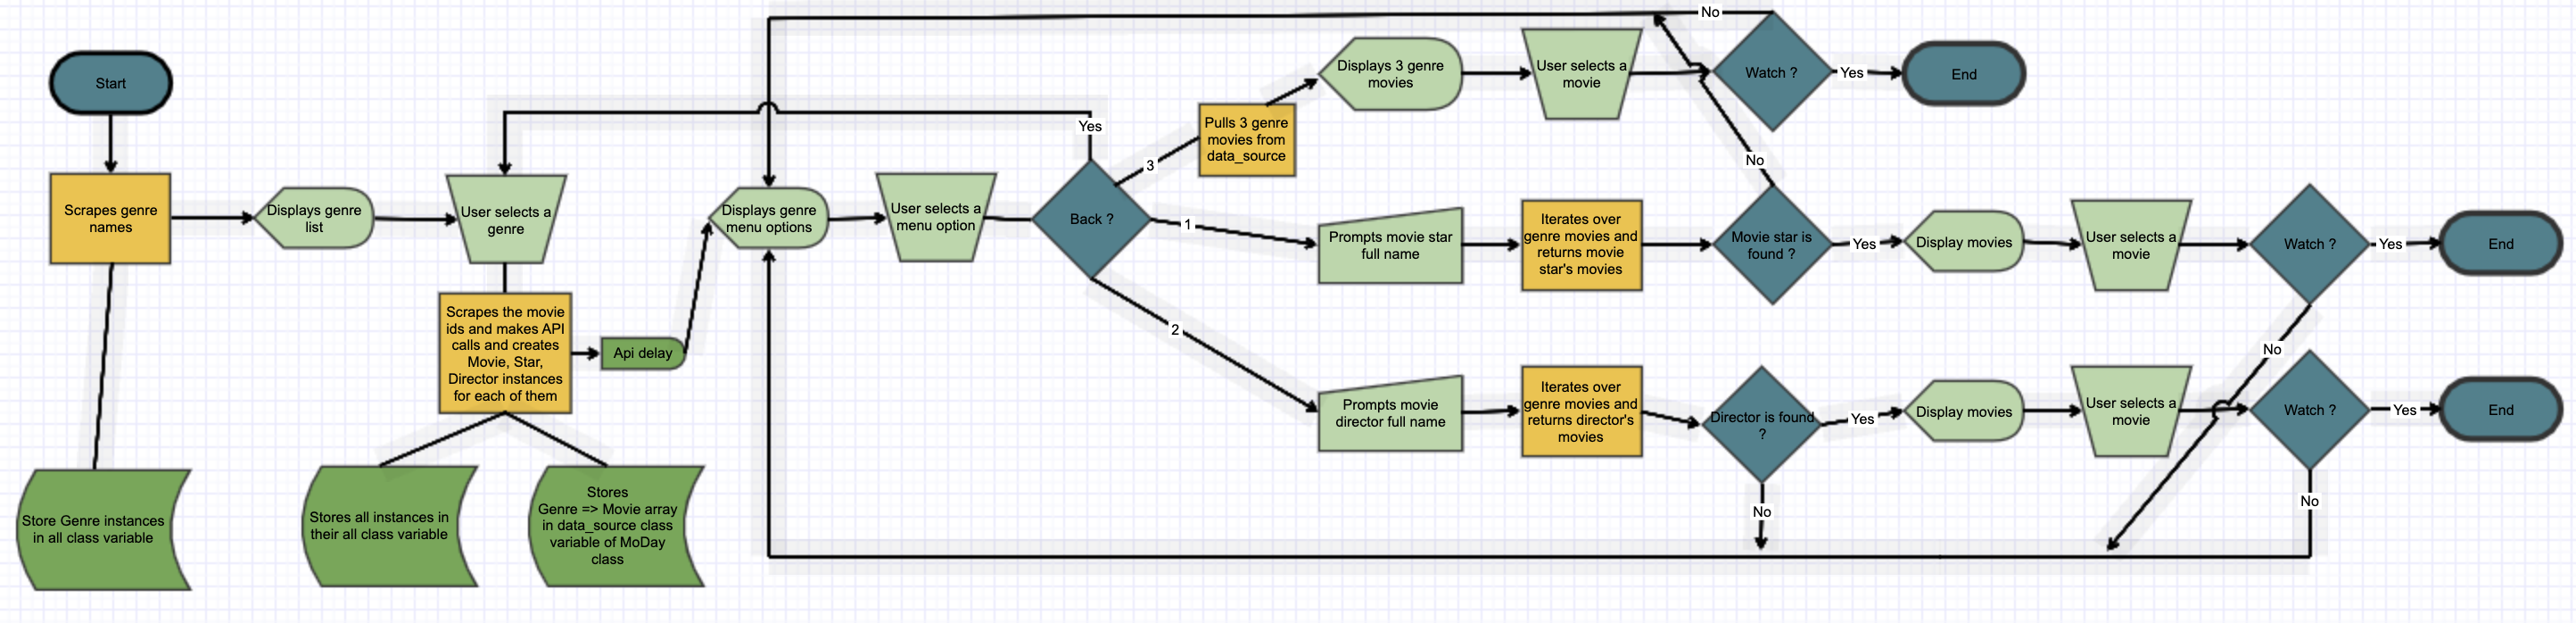 Start
Scrapes genre
names
Store Genre instances
in all class variable
Displays genre
list
User selects a
genre
Scrapes the movie
ids and makes API
calls and creates
Movie, Star,
Director instances
for each of them
Api delay
Stores all instances in
their all class variable
Stores
Genre => Movie array
in data_source class
variable of MoDay
class
Displays genre
menu options
User selects a
menu option
Back ?
Yes
3
Pulls 3 genre
movies from
data_source
Displays 3 genre
movies
User selects a
movie
Watch ?
No
Yes
End
1
Prompts movie star
full name
Iterates over
genre movies and
returns movie
star's movies
Movie star is
found ?
No
Yes
Display movies
User selects a
movie
Watch ?
Yes
End
No
2
Prompts movie
director full name
Iterates over
genre movies and
returns director's
movies
Director is found
?
No
Yes
Display movies
User selects a
movie
Watch ?
Yes
End
No